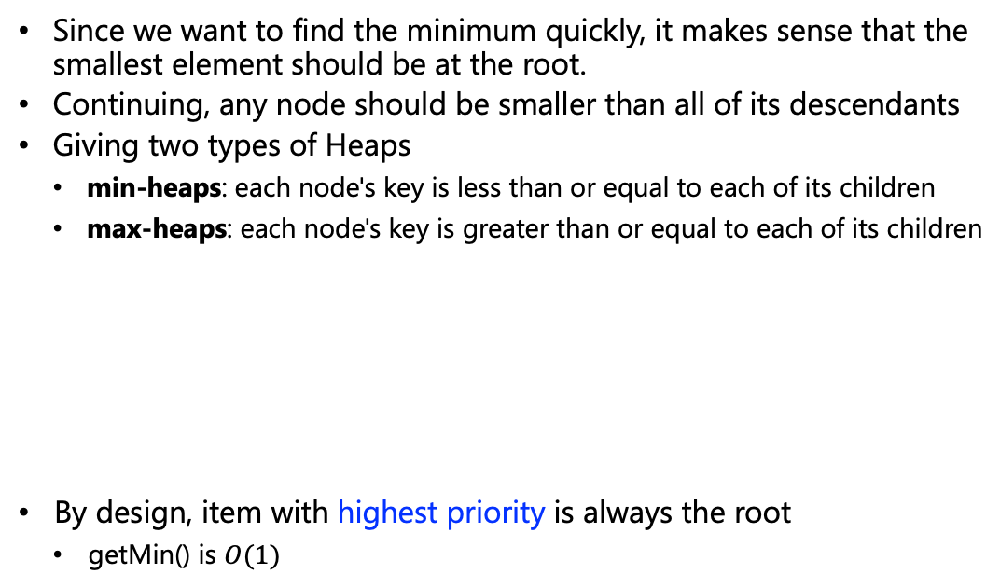 • Since we want to find the minimum quickly, it makes sense that the
smallest element should be at the root.
• Continuing, any node should be smaller than all of its descendants
• Giving two types of Heaps
• min-heaps: each node's key is less than or equal to each of its children
• max-heaps: each node's key is greater than or equal to each of its children
• By design, item with highest priority is always the root
• getMin() is O(1)